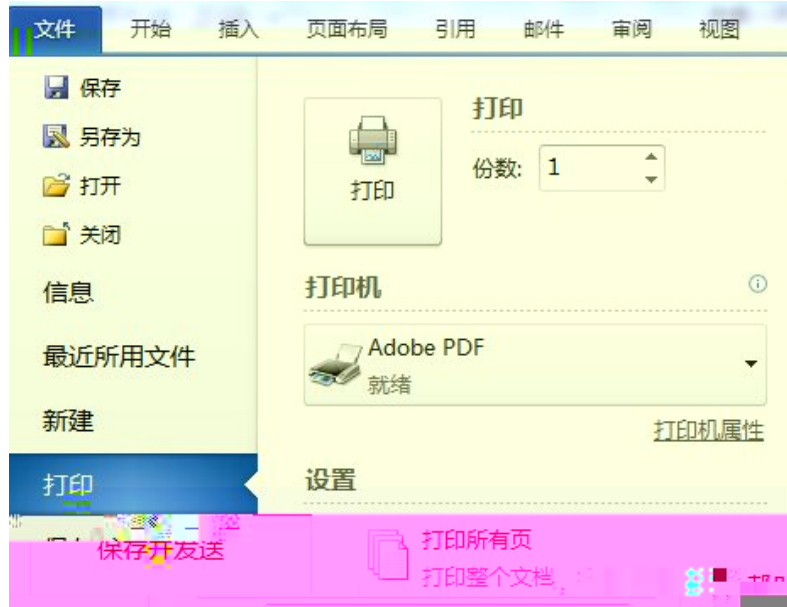 文件 开始 插入 页面布局 引用 邮件 审阅 视图
保存
另存为
打开
关闭
信息
最近所用文件
新建
打印
保存开发送
打印
打印
份数: 1
打印机
Adobe PDF
就绪
打印机属性
设置
打印所有页
打印整个文档